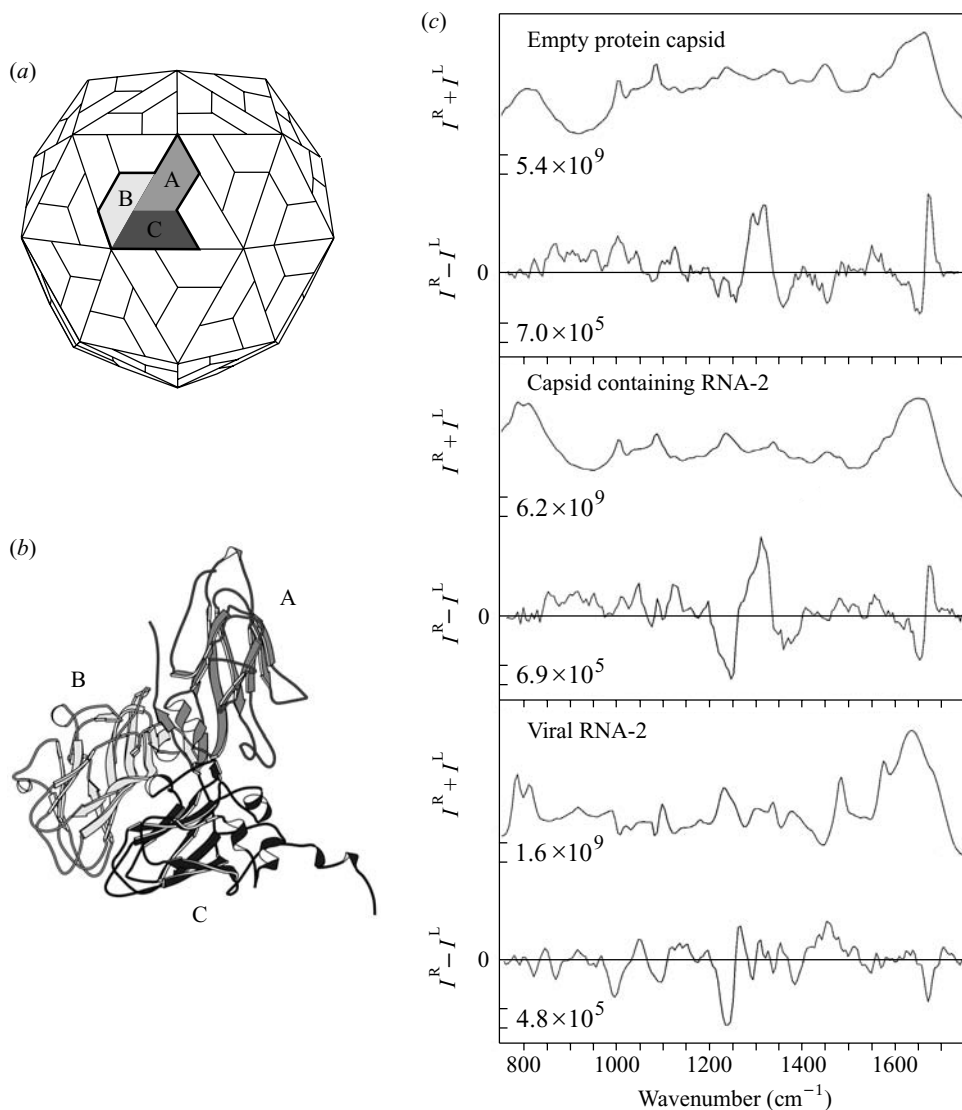 (a)
A
B
C
(b)
A
B
C
(c)
Empty protein capsid
I^R + I^L
5.4×10^9
I^R − I^L
0
7.0×10^5
Capsid containing RNA-2
I^R + I^L
6.2×10^9
I^R − I^L
0
6.9×10^5
Viral RNA-2
I^R + I^L
1.6×10^9
I^R − I^L
0
4.8×10^5
800 1000 1200 1400 1600
Wavenumber (cm^−1)